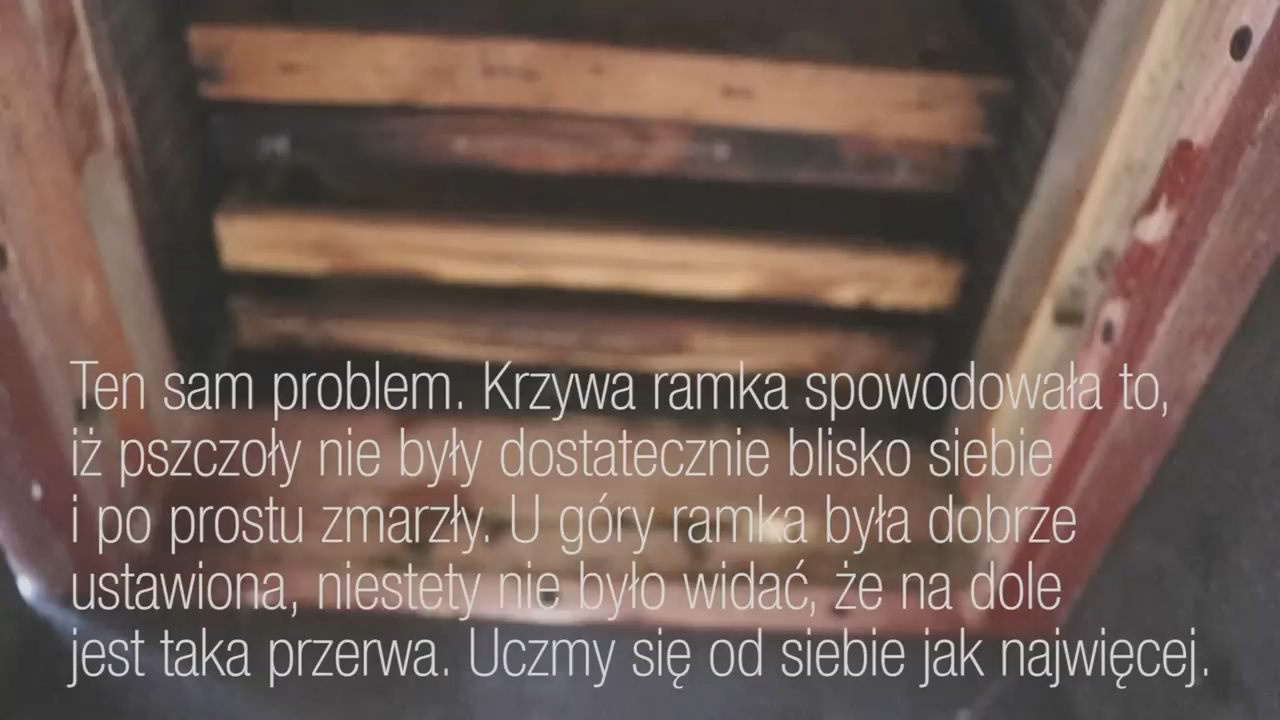 Ten sam problem. Krzywa ramka spowodowała to,
iż pszczoły nie były dostatecznie blisko siebie
i po prostu zmarzły. U góry ramka była dobrze
ustawiona, niestety nie było widać, że na dole
jest taka przerwa. Uczmy się od siebie jak najwięcej.